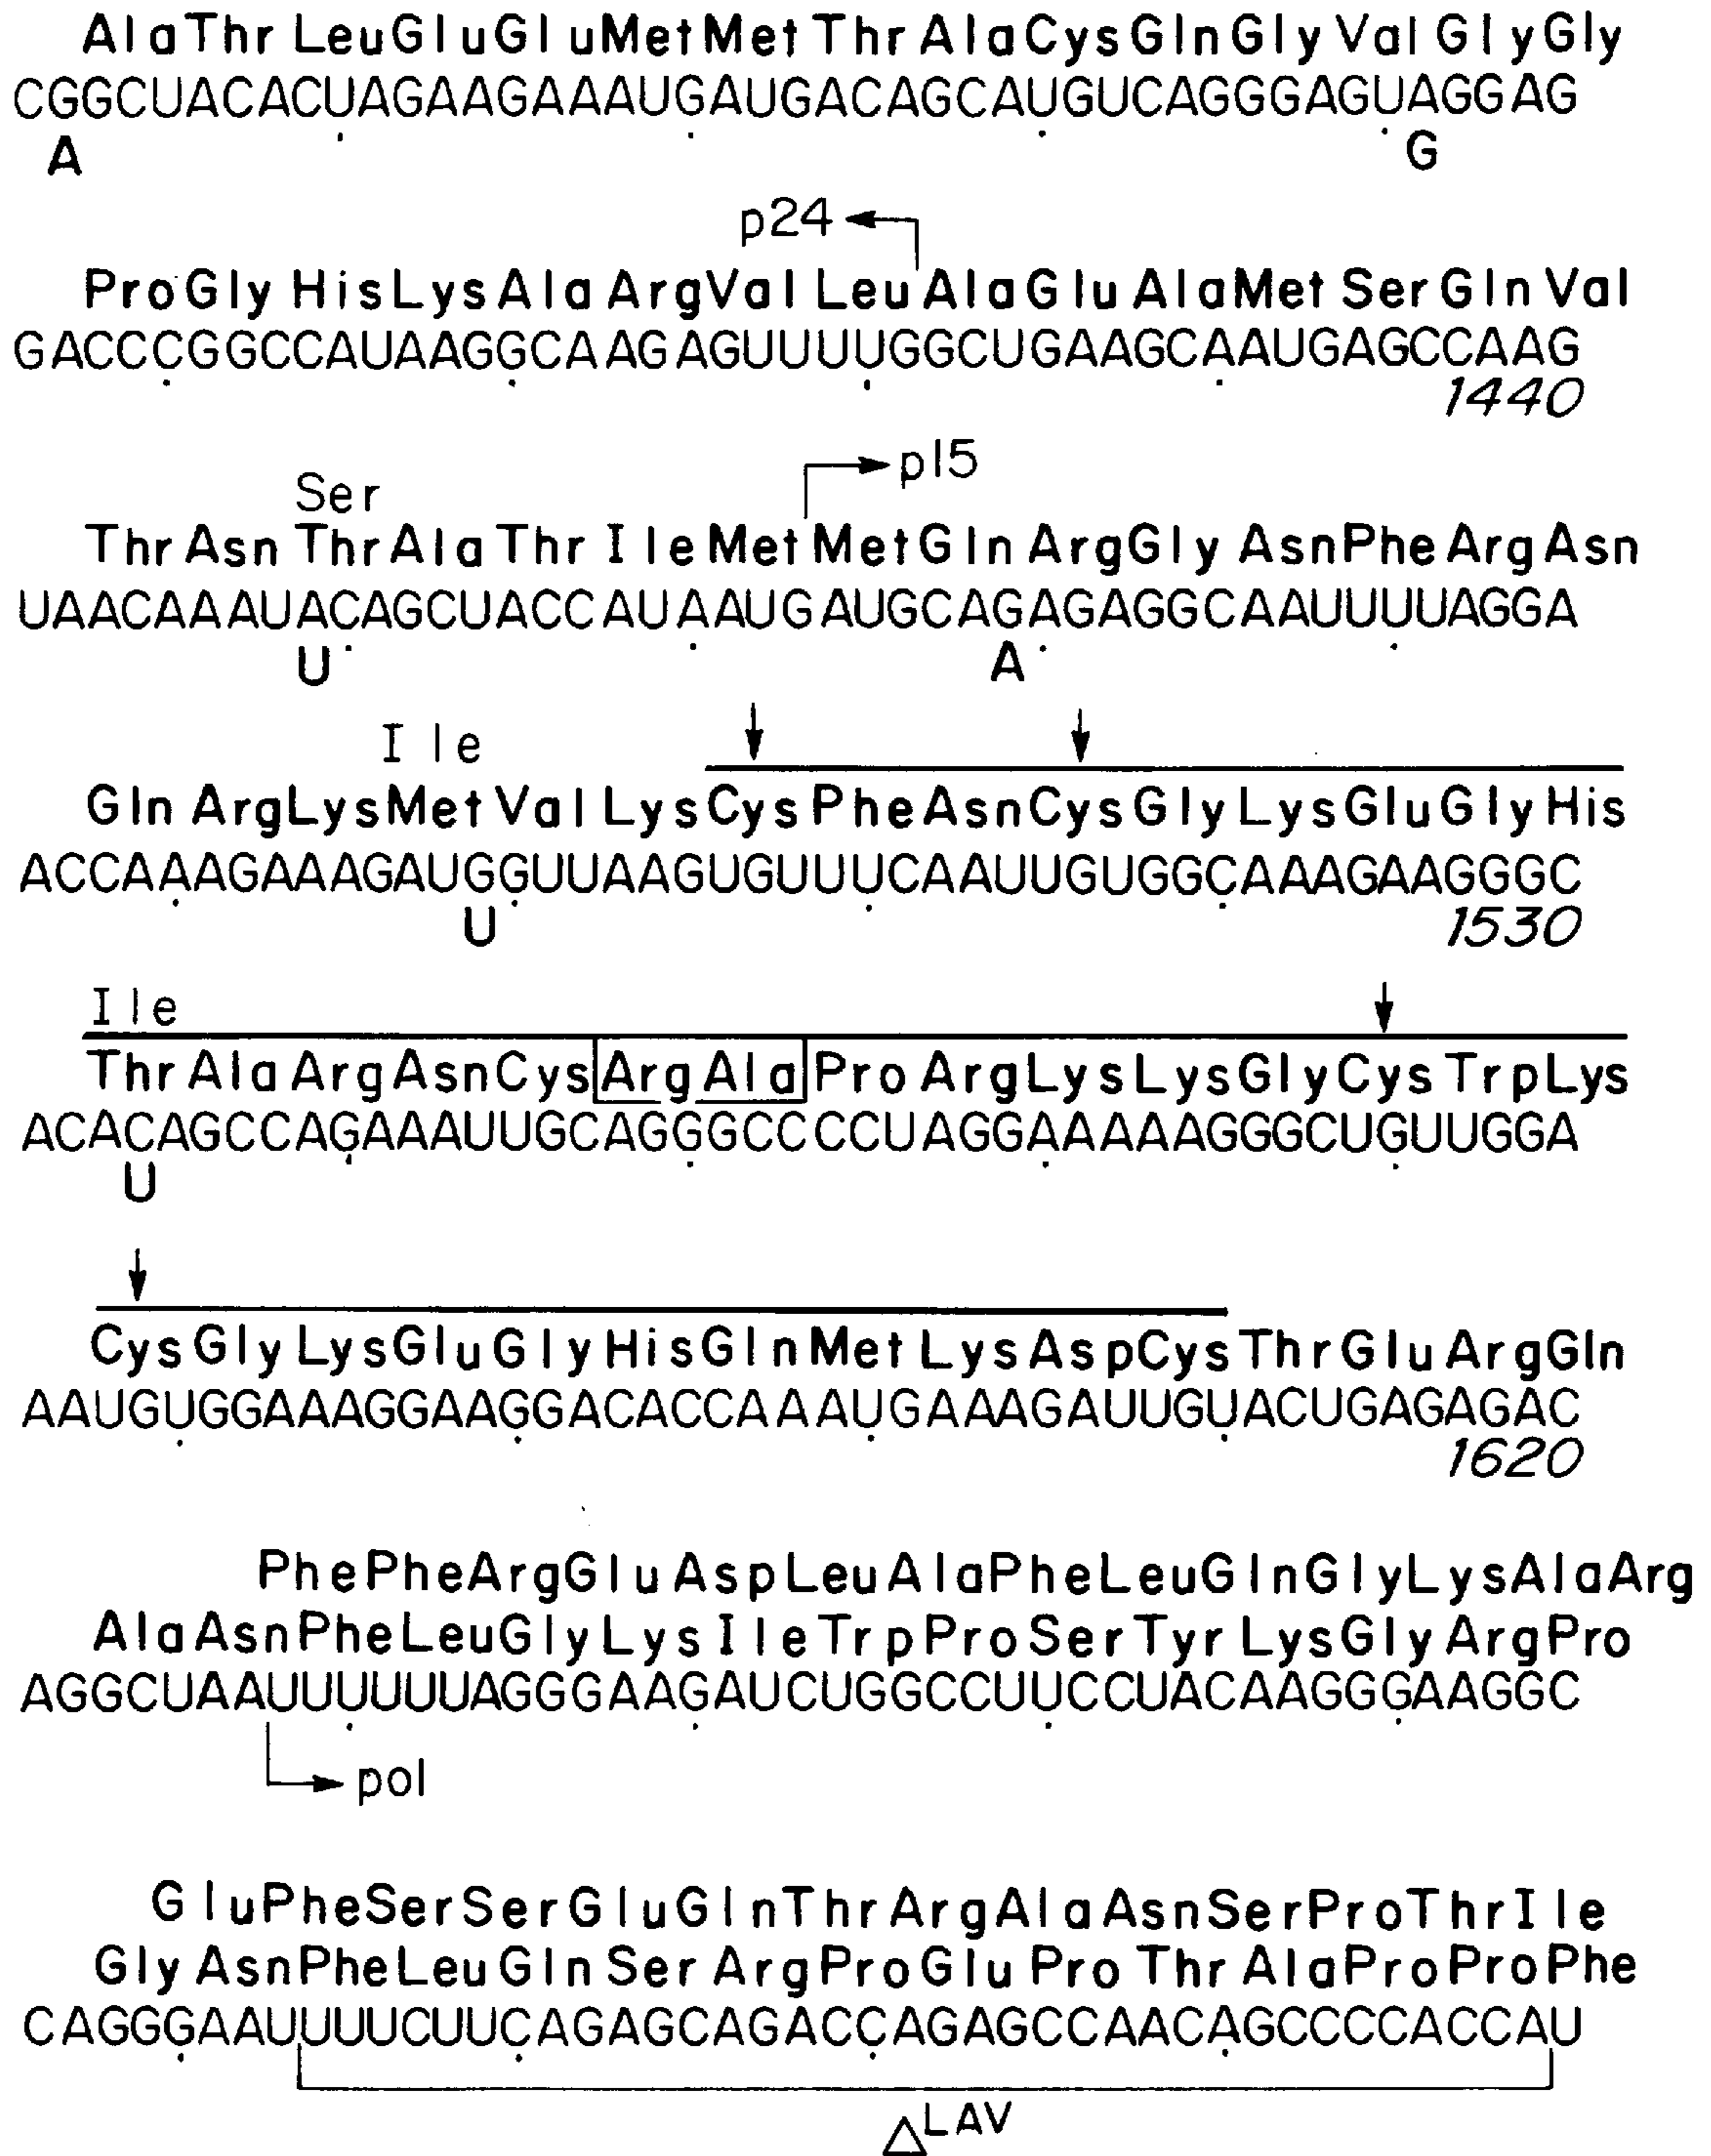 Ala Thr Leu Glu Glu Met Met Thr Ala Cys Gln Gly Val Gly Gly
CGGCUACACUAGAAGAAAUGAUGACAGCAUGUCAGGGAGUAGGAG
A G
p24
Pro Gly His Lys Ala Arg Val Leu Ala Glu Ala Met Ser Gln Val
GACCCGGCCAUAAGGCAAGAGUUUUGGCUGAAGCAAUGAGCCAAG
1440
p15
Ser
Thr Asn Thr Ala Thr Ile Met Met Gln Arg Gly Asn Phe Arg Asn
UAACAAAUACAGCUACCAUAAUGAUGCAGAGAGGCAAUUUUAGGA
U A
Ile
Gln Arg Lys Met Val Lys Cys Phe Asn Cys Gly Lys Glu Gly His
ACCAAAGAAAGAUGGUUAAGUGUUUCAAUUGUGGCAAAGAAGGGC
U
1530
Ile
Thr Ala Arg Asn Cys Arg Ala Pro Arg Lys Lys Gly Cys Trp Lys
ACACAGCCAGAAAUUGCAGGGCCCCUAGGAAAAAGGGCUGUUGGA
U
Cys Gly Lys Glu Gly His Gln Met Lys Asp Cys Thr Glu Arg Gln
AAUGUGGAAAGGAAGGACACCAAAUGAAAGAUUGUACUGAGAGAC
1620
Phe Phe Arg Glu Asp Leu Ala Phe Leu Gln Gly Lys Ala Arg
Ala Asn Phe Leu Gly Lys Ile Trp Pro Ser Tyr Lys Gly Arg Pro
AGGCUAAUUUUUUAGGGAAGAUCUGGCCUUCCUACAAGGGAAGGC
pol
Glu Phe Ser Ser Glu Gln Thr Arg Ala Asn Ser Pro Thr Ile
Gly Asn Phe Leu Gln Ser Arg Pro Glu Pro Thr Ala Pro Pro Phe
CAGGGAAUUUUCUUCAGAGCAGACCAGAGCCAACAGCCCCACCAU
△LAV